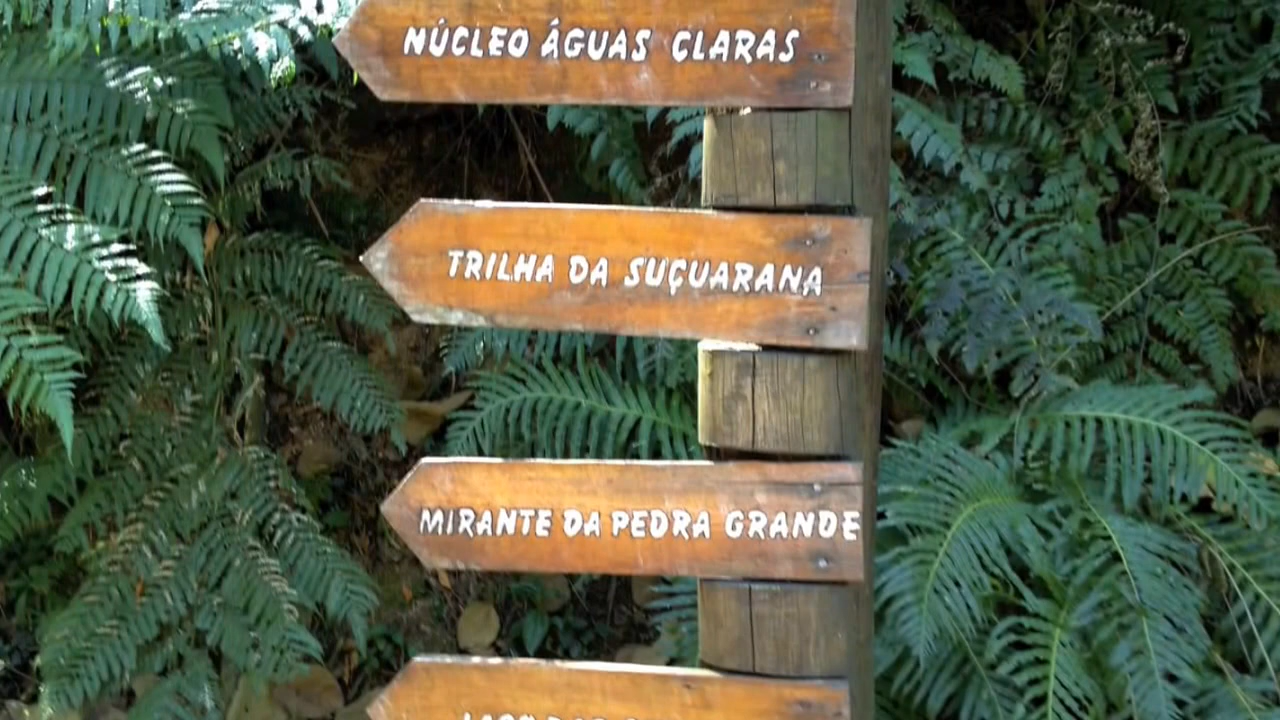 NÚCLEO ÁGUAS CLARAS
TRILHA DA SUÇUARANA
MIRANTE DA PEDRA GRANDE